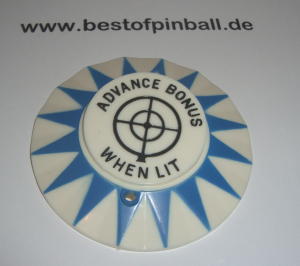 www.bestofpinball.de
ADVANCE BONUS
WHEN LIT